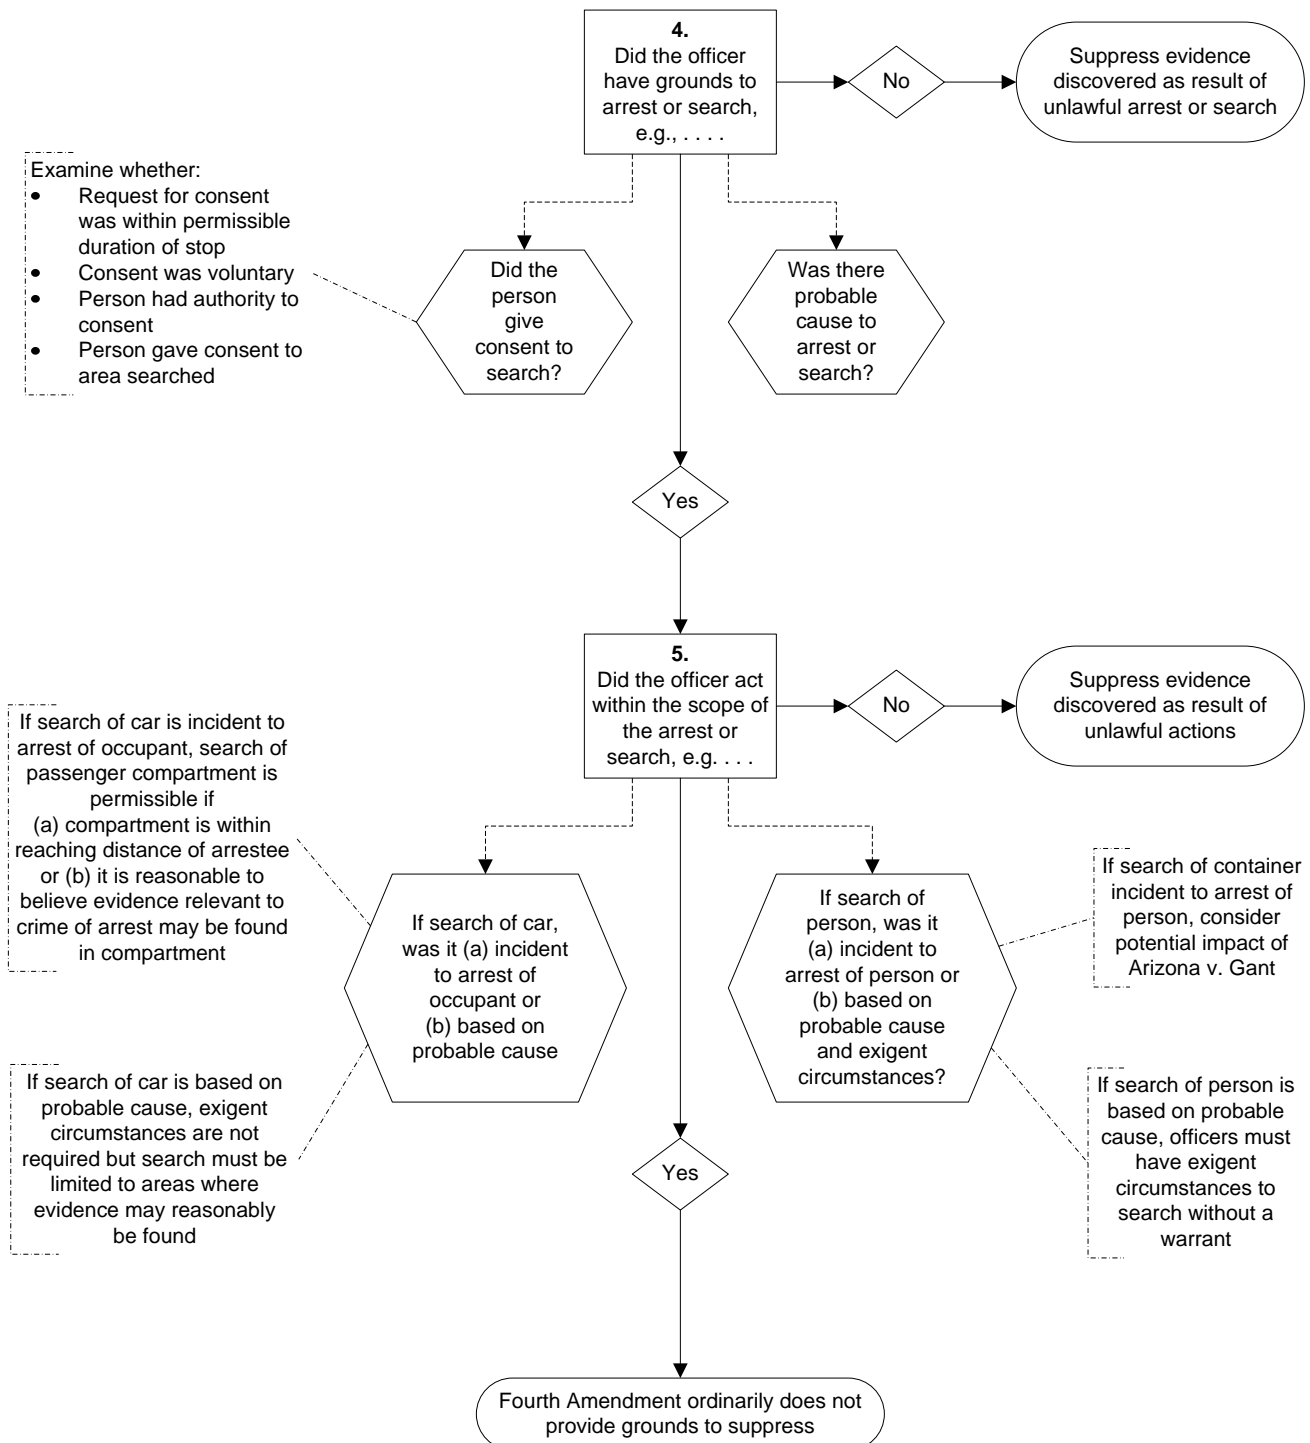 4.
Did the officer
have grounds to
arrest or search,
e.g., . . . .
No
Suppress evidence
discovered as result of
unlawful arrest or search
Examine whether:
• Request for consent
was within permissible
duration of stop
• Consent was voluntary
• Person had authority to
consent
• Person gave consent to
area searched
Did the
person
give
consent to
search?
Was there
probable
cause to
arrest or
search?
Yes
5.
Did the officer act
within the scope of
the arrest or
search, e.g. . . .
No
Suppress evidence
discovered as result of
unlawful actions
If search of car is incident to
arrest of occupant, search of
passenger compartment is
permissible if
(a) compartment is within
reaching distance of arrestee
or (b) it is reasonable to
believe evidence relevant to
crime of arrest may be found
in compartment
If search of car,
was it (a) incident
to arrest of
occupant or
(b) based on
probable cause
If search of
person, was it
(a) incident to
arrest of person or
(b) based on
probable cause
and exigent
circumstances?
If search of container
incident to arrest of
person, consider
potential impact of
Arizona v. Gant
If search of car is based on
probable cause, exigent
circumstances are not
required but search must be
limited to areas where
evidence may reasonably
be found
If search of person is
based on probable
cause, officers must
have exigent
circumstances to
search without a
warrant
Yes
Fourth Amendment ordinarily does not
provide grounds to suppress